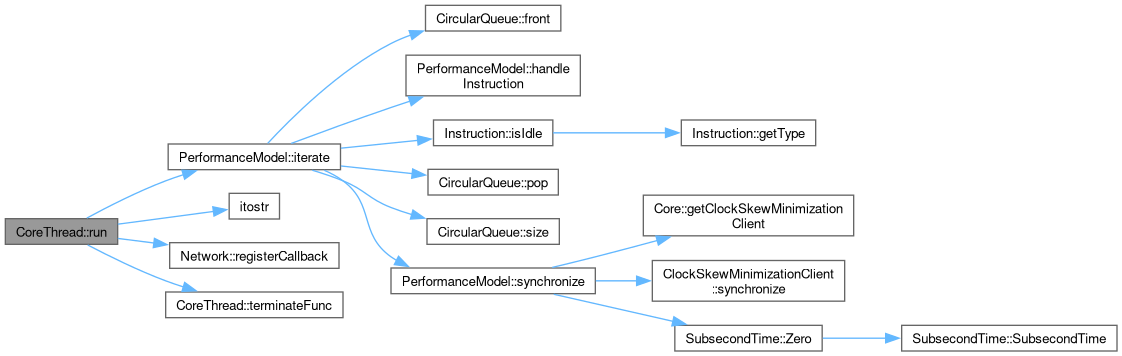 CoreThread::run
PerformanceModel::iterate
itostr
Network::registerCallback
CoreThread::terminateFunc
CircularQueue::front
PerformanceModel::handle
Instruction
Instruction::isIdle
CircularQueue::pop
CircularQueue::size
PerformanceModel::synchronize
Instruction::getType
Core::getClockSkewMinimization
Client
ClockSkewMinimizationClient
::synchronize
SubsecondTime::Zero
SubsecondTime::SubsecondTime